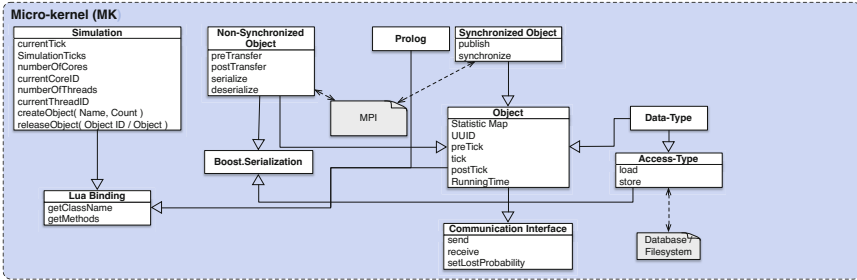 Micro-kernel (MK)
Simulation
currentTick
SimulationTicks
numberOfCores
currentCoreID
numberOfThreads
currentThreadID
createObject( Name, Count )
releaseObject( Object ID / Object )
Non-Synchronized
Object
preTransfer
postTransfer
serialize
deserialize
Prolog
Synchronized Object
publish
synchronize
MPI
Object
Statistic Map
UUID
preTick
tick
postTick
RunningTime
Data-Type
Boost.Serialization
Access-Type
load
store
Lua Binding
getClassName
getMethods
Communication Interface
send
receive
setLostProbability
Database /
Filesystem